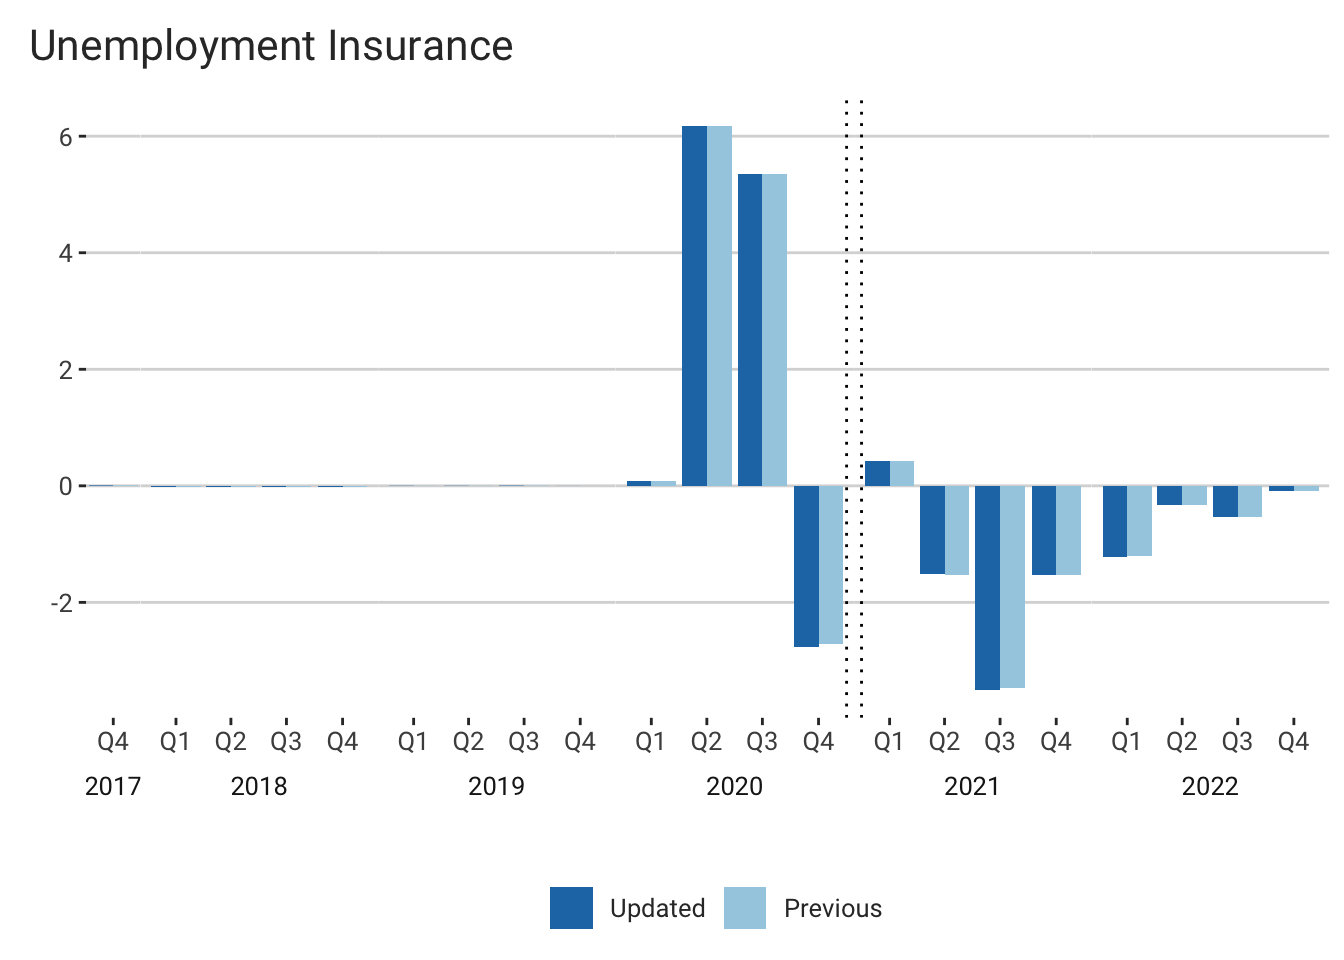 Unemployment Insurance
6
4
2
0
-2
Q4 Q1 Q2 Q3 Q4 Q1 Q2 Q3 Q4 Q1 Q2 Q3 Q4 Q1 Q2 Q3 Q4 Q1 Q2 Q3 Q4
2017 2018 2019 2020 2021 2022
Updated Previous